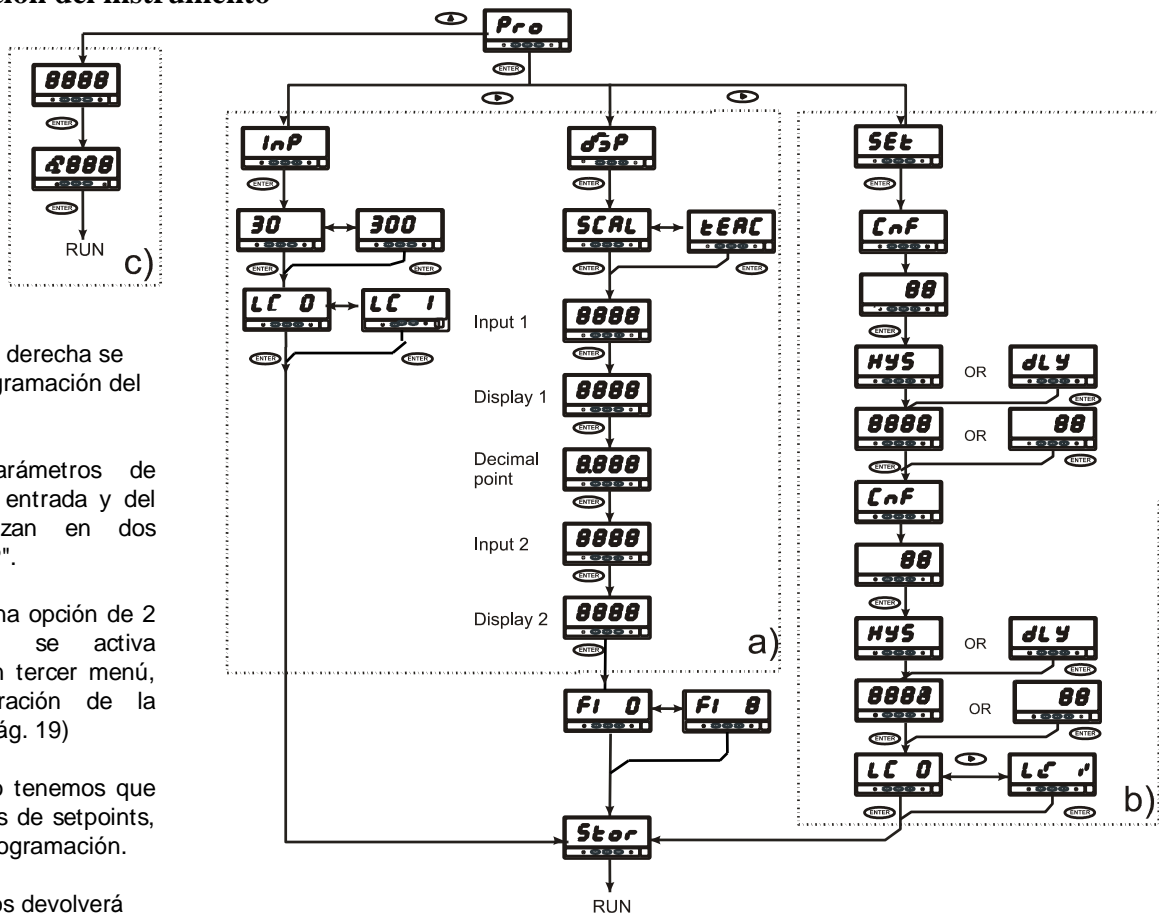 ción del instrumento
Pro
ENTER
8888
ENTER
8888
ENTER
RUN
c)
InP
ENTER
30
300
ENTER
ENTER
LC 0
LC 1
ENTER
ENTER
dSP
ENTER
SCAL
tEAC
ENTER
ENTER
Input 1
8888
ENTER
Display 1
8888
ENTER
Decimal
point
8.888
ENTER
Input 2
8888
ENTER
Display 2
8888
ENTER
a)
FI 0
FI 8
Stor
RUN
SEt
ENTER
CnF
88
ENTER
HYS
OR
dLY
ENTER
8888
OR
88
ENTER
ENTER
CnF
88
ENTER
HYS
OR
dLY
ENTER
8888
OR
88
ENTER
ENTER
LC 0
LC
ENTER
ENTER
b)
derecha se
gramación del
arámetros de
entrada y del
zan en dos
".
na opción de 2
se activa
n tercer menú,
ración de la
ág. 19)
o tenemos que
s de setpoints,
ogramación.
os devolverá